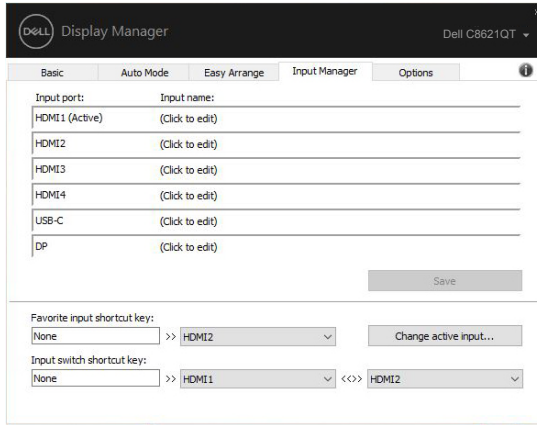 DELL Display Manager
Dell C8621QT
Basic Auto Mode Easy Arrange Input Manager Options
Input port: Input name:
HDMI1 (Active) (Click to edit)
HDMI2 (Click to edit)
HDMI3 (Click to edit)
HDMI4 (Click to edit)
USB-C (Click to edit)
DP (Click to edit)
Save
Favorite input shortcut key:
None >> HDMI2 Change active input...
Input switch shortcut key:
None >> HDMI1 <<>> HDMI2